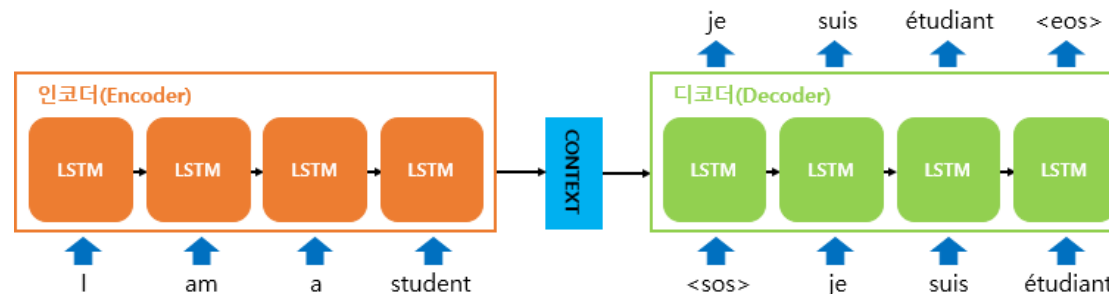 je suis étudiant <eos>
인코더(Encoder)
디코더(Decoder)
LSTM LSTM LSTM LSTM
CONTEXT
LSTM LSTM LSTM LSTM
I am a student
<sos> je suis étudiant